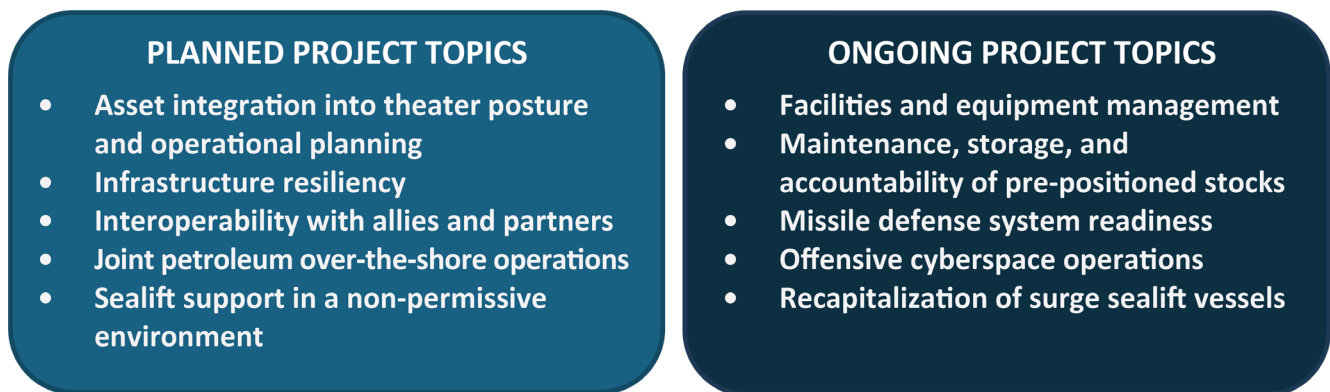 PLANNED PROJECT TOPICS
• Asset integration into theater posture
and operational planning
• Infrastructure resiliency
• Interoperability with allies and partners
• Joint petroleum over-the-shore operations
• Sealift support in a non-permissive
environment
ONGOING PROJECT TOPICS
• Facilities and equipment management
• Maintenance, storage, and
accountability of pre-positioned stocks
• Missile defense system readiness
• Offensive cyberspace operations
• Recapitalization of surge sealift vessels